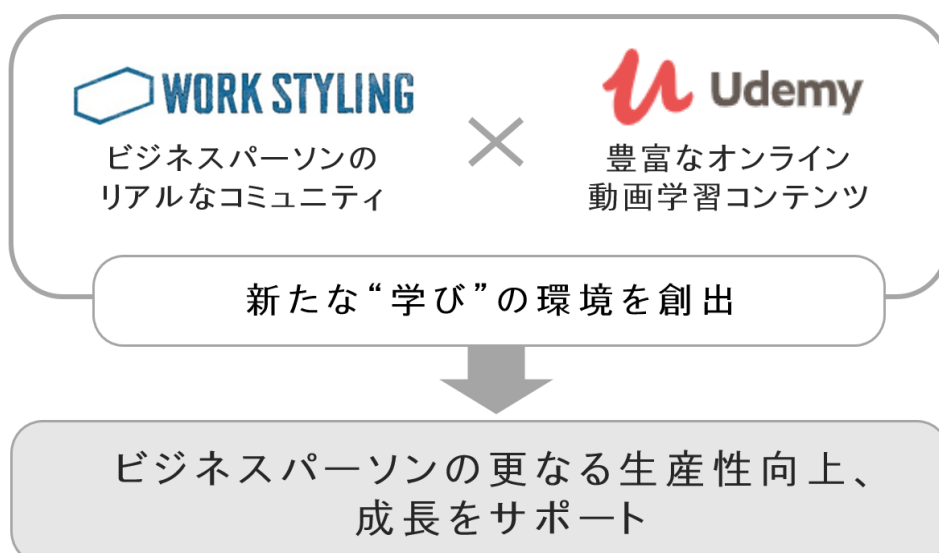 WORK STYLING
ビジネスパーソンの
リアルなコミュニティ
×
Udemy
豊富なオンライン
動画学習コンテンツ
新たな“学び”の環境を創出
ビジネスパーソンの更なる生産性向上、
成長をサポート